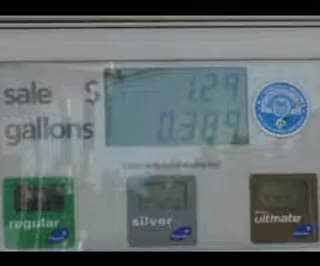 sale $ 1.29
gallons 0.389
regular
silver
ultimate